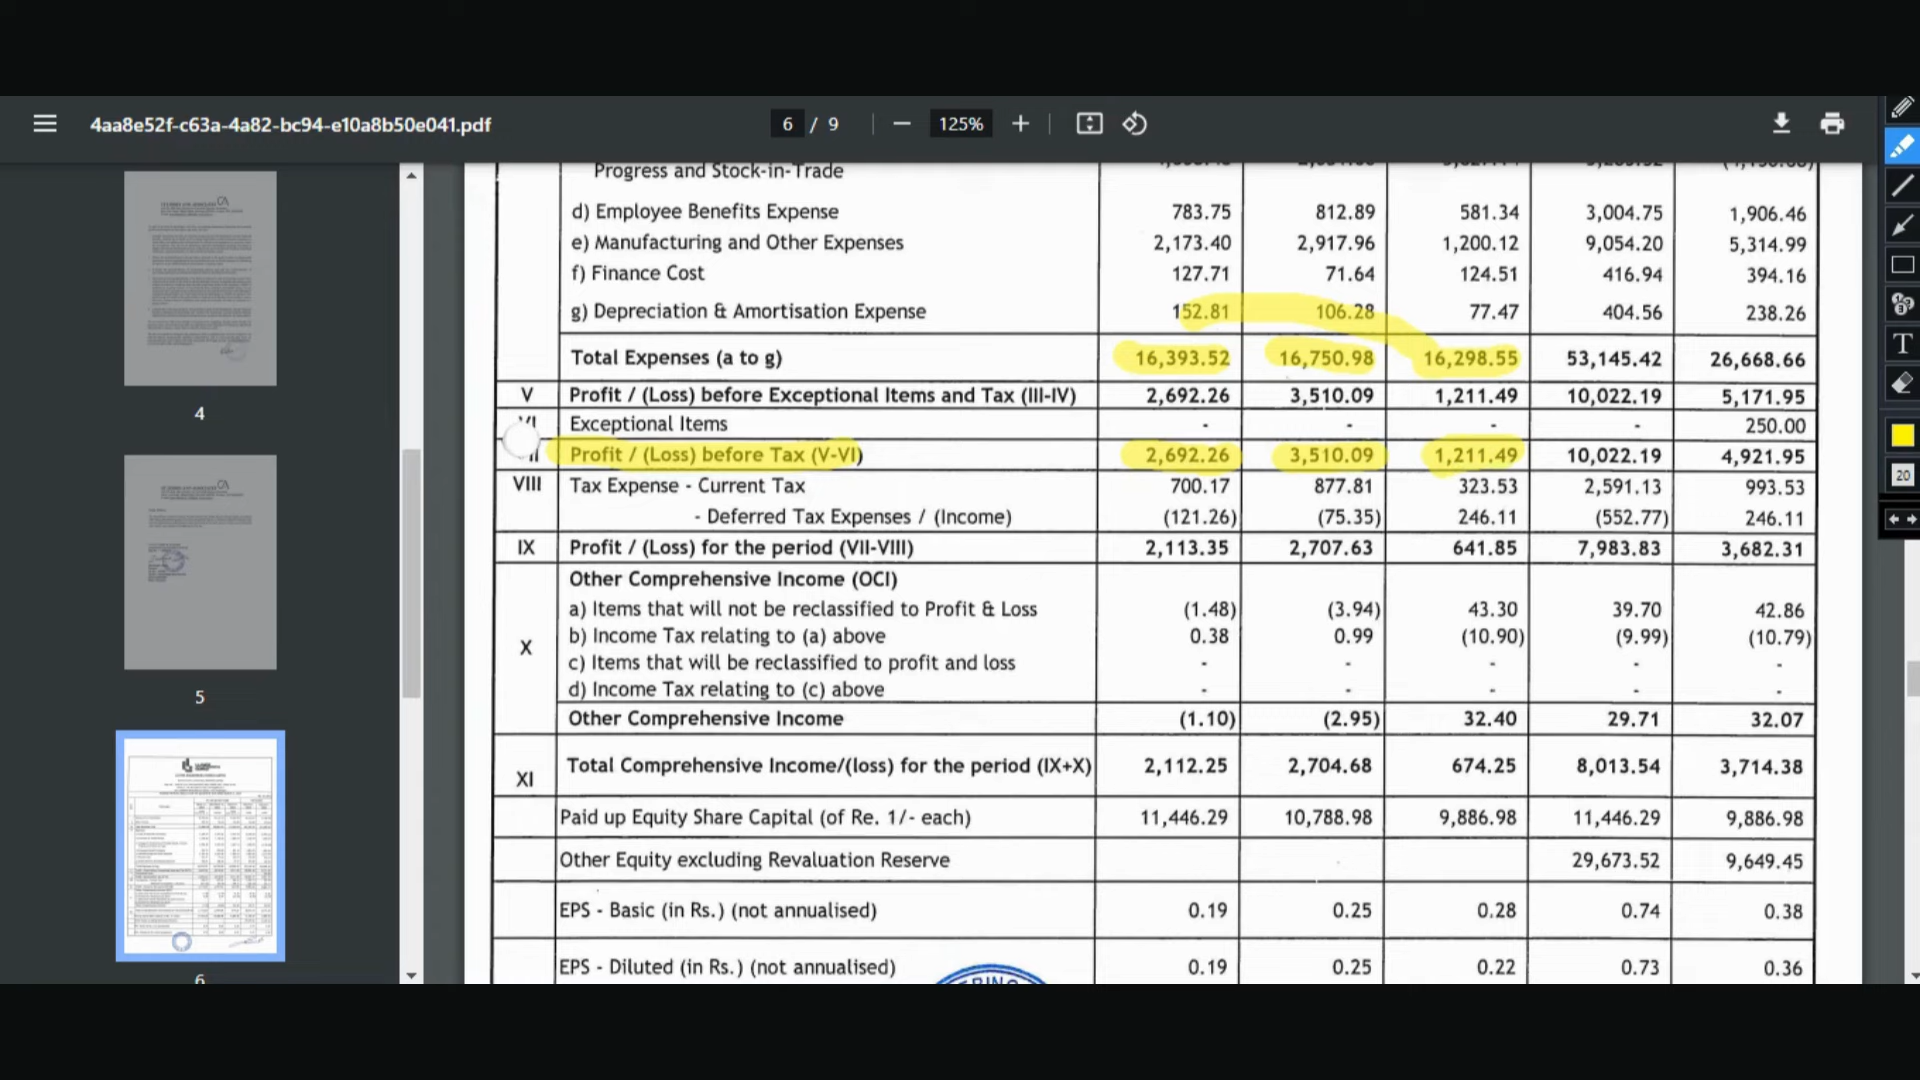 4aa8e52f-c63a-4a82-bc94-e10a8b50e041.pdf 6 / 9 125%
Progress and Stock-in-Trade
d) Employee Benefits Expense 783.75 812.89 581.34 3,004.75 1,906.46
e) Manufacturing and Other Expenses 2,173.40 2,917.96 1,200.12 9,054.20 5,314.99
f) Finance Cost 127.71 71.64 124.51 416.94 394.16
g) Depreciation & Amortisation Expense 152.81 106.28 77.47 404.56 238.26
Total Expenses (a to g) 16,393.52 16,750.98 16,298.55 53,145.42 26,668.66
V Profit / (Loss) before Exceptional Items and Tax (III-IV) 2,692.26 3,510.09 1,211.49 10,022.19 5,171.95
VI Exceptional Items - - - - 250.00
Profit / (Loss) before Tax (V-VI) 2,692.26 3,510.09 1,211.49 10,022.19 4,921.95
VIII Tax Expense - Current Tax 700.17 877.81 323.53 2,591.13 993.53
- Deferred Tax Expenses / (Income) (121.26) (75.35) 246.11 (552.77) 246.11
IX Profit / (Loss) for the period (VII-VIII) 2,113.35 2,707.63 641.85 7,983.83 3,682.31
Other Comprehensive Income (OCI)
a) Items that will not be reclassified to Profit & Loss (1.48) (3.94) 43.30 39.70 42.86
X b) Income Tax relating to (a) above 0.38 0.99 (10.90) (9.99) (10.79)
c) Items that will be reclassified to profit and loss - - - - -
d) Income Tax relating to (c) above - - - - -
Other Comprehensive Income (1.10) (2.95) 32.40 29.71 32.07
XI Total Comprehensive Income/(loss) for the period (IX+X) 2,112.25 2,704.68 674.25 8,013.54 3,714.38
Paid up Equity Share Capital (of Re. 1/- each) 11,446.29 10,788.98 9,886.98 11,446.29 9,886.98
Other Equity excluding Revaluation Reserve 29,673.52 9,649.45
EPS - Basic (in Rs.) (not annualised) 0.19 0.25 0.28 0.74 0.38
EPS - Diluted (in Rs.) (not annualised) 0.19 0.25 0.22 0.73 0.36
4
5
6
T
20